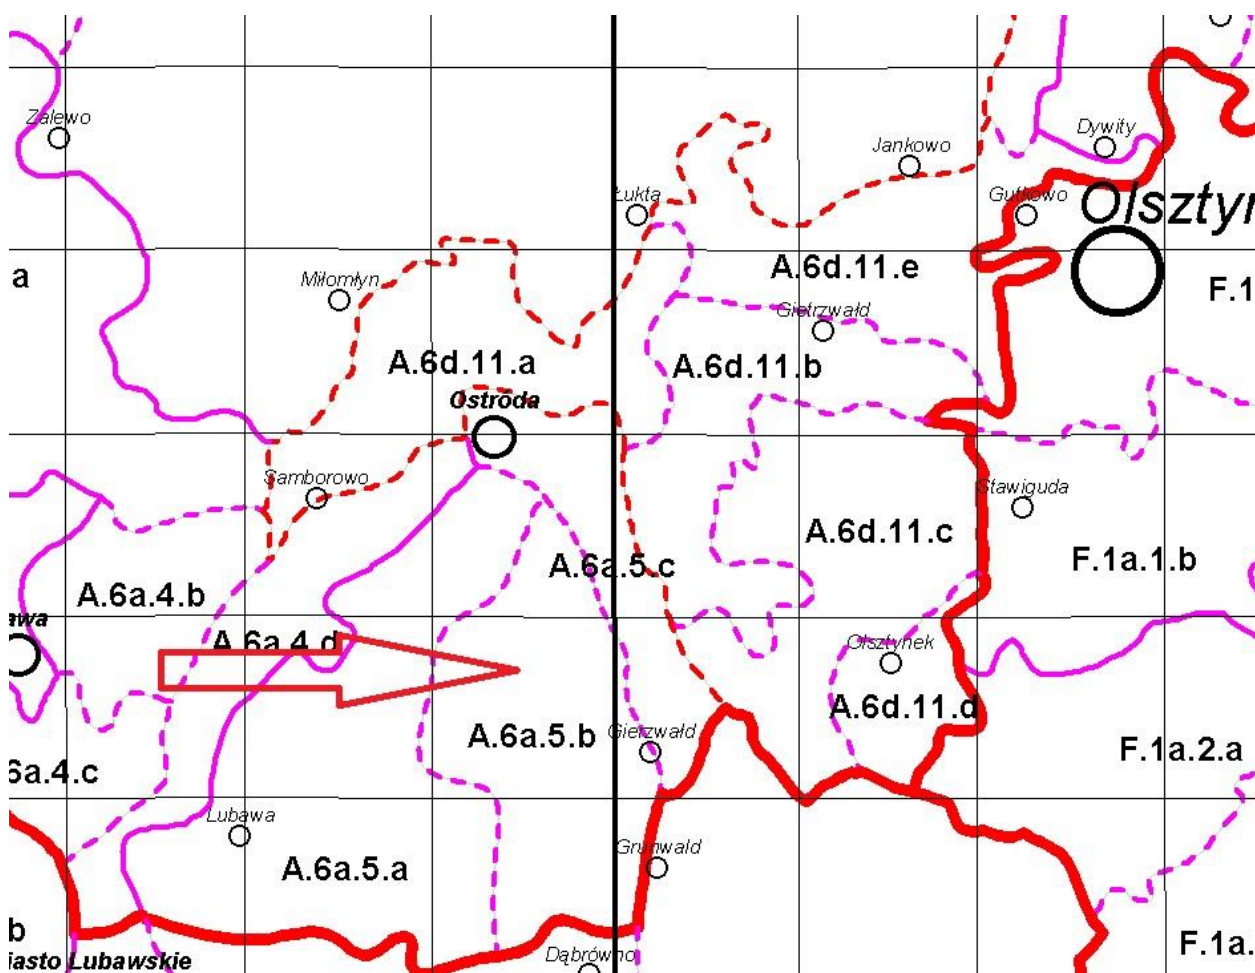 Zalewo
Dywity
Jankowo
Łukta
Gutkowo
Olsztyn
A.6d.11.e
a
Miłomłyn
F.1
Gietrzwałd
A.6d.11.a
A.6d.11.b
Ostróda
Samborowo
Stawiguda
A.6d.11.c
A.6a.5.c
F.1a.1.b
A.6a.4.b
awa
A.6a.4.d
Olsztynek
A.6d.11.d
A.6a.5.b
Gierzwałd
F.1a.2.a
6a.4.c
Lubawa
Grunwald
A.6a.5.a
b
F.1a.
Dąbrówno
iasto Lubawskie